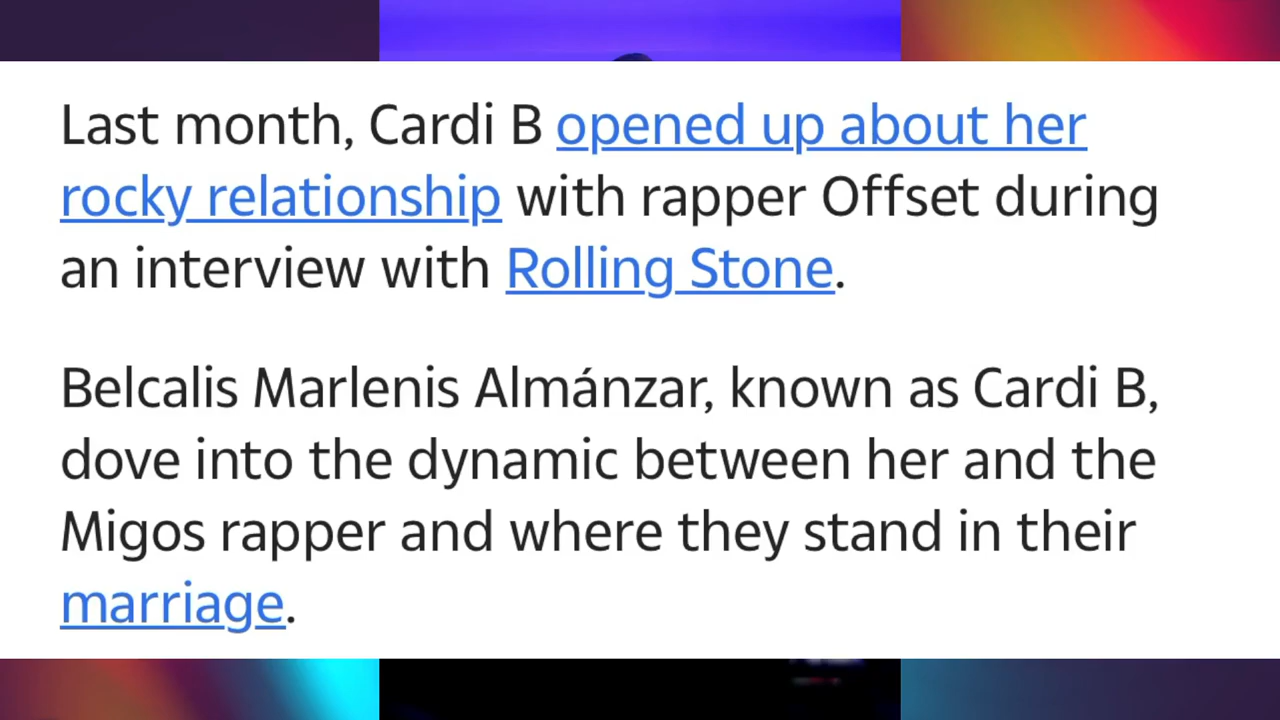 Last month, Cardi B opened up about her
rocky relationship with rapper Offset during
an interview with Rolling Stone.
Belcalis Marlenis Almánzar, known as Cardi B,
dove into the dynamic between her and the
Migos rapper and where they stand in their
marriage.